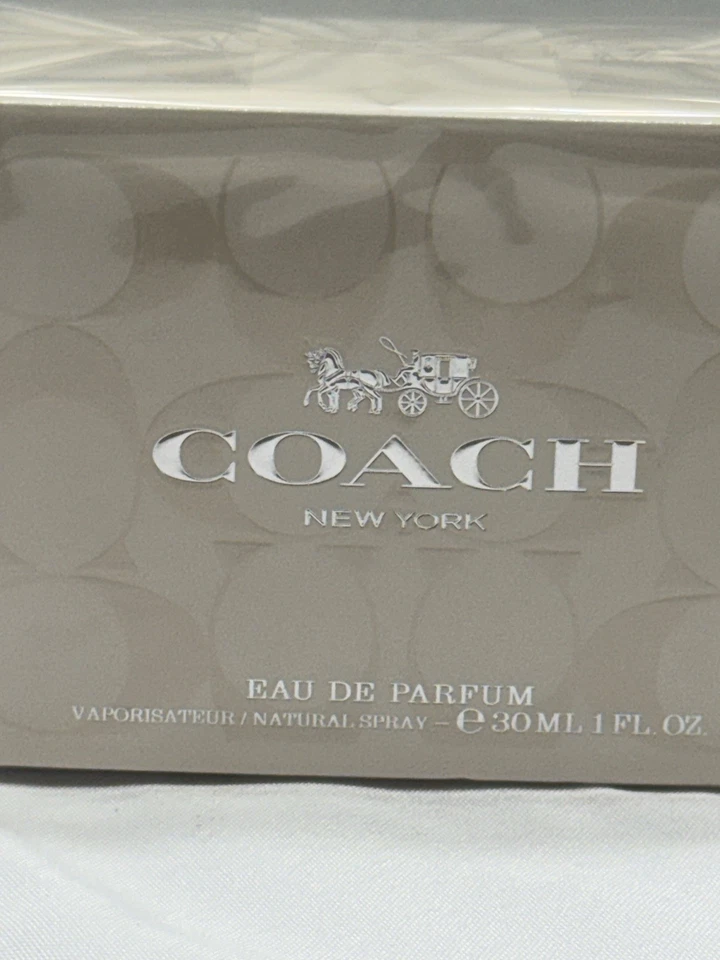 COACH
NEW YORK
EAU DE PARFUM
VAPORISATEUR / NATURAL SPRAY – ℮ 30 ML 1 FL. OZ.